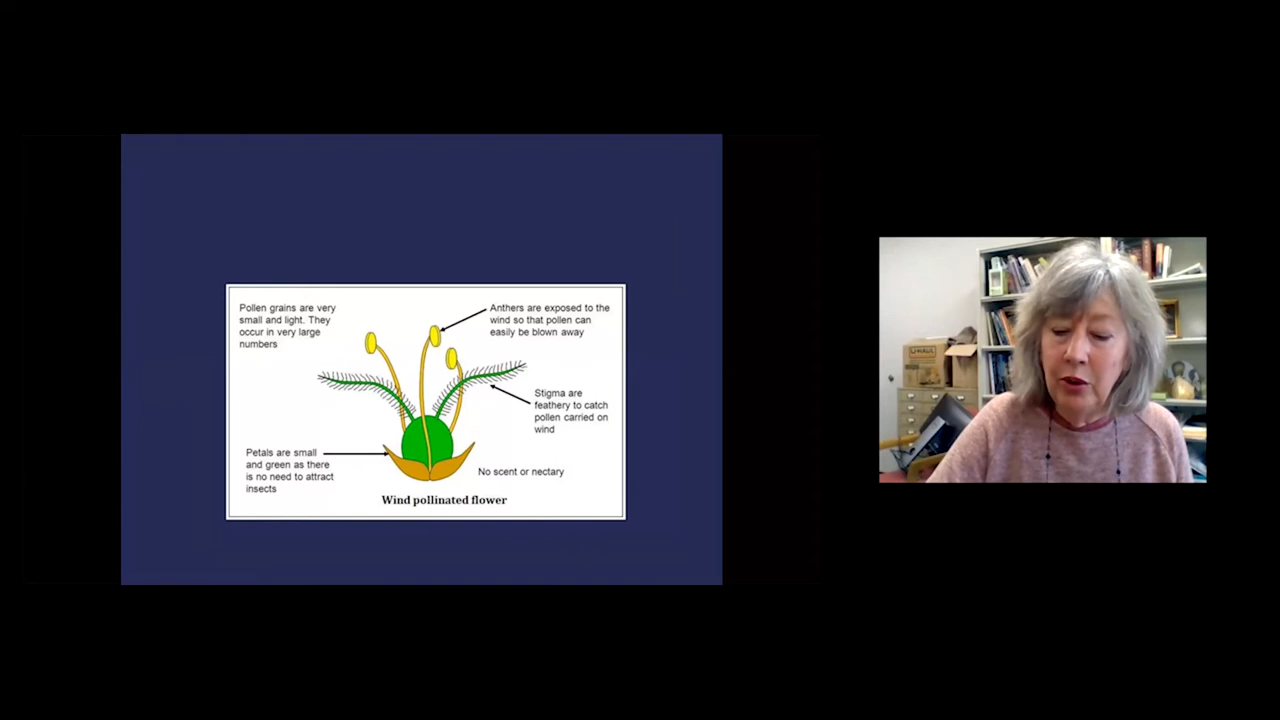 Pollen grains are very
small and light. They
occur in very large
numbers
Anthers are exposed to the
wind so that pollen can
easily be blown away
Stigma are
feathery to catch
pollen carried on
wind
Petals are small
and green as there
is no need to attract
insects
No scent or nectary
Wind pollinated flower
U-HAUL